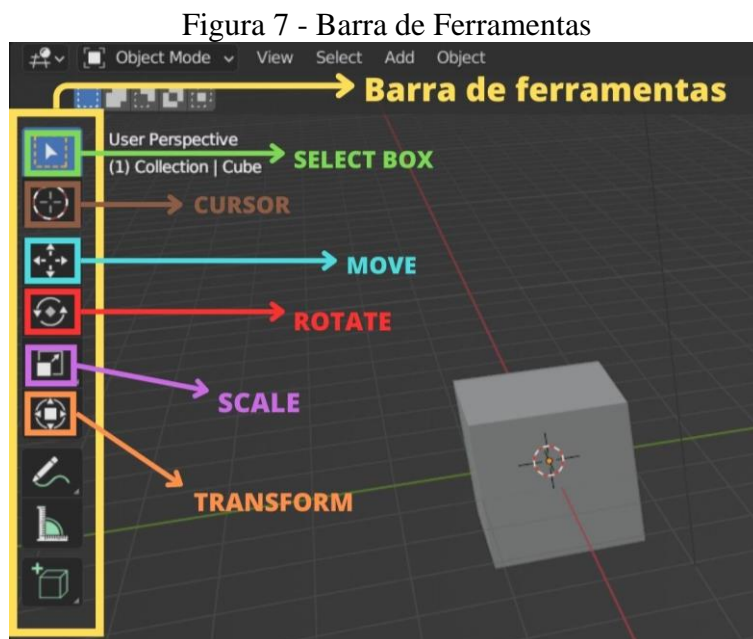 Figura 7 - Barra de Ferramentas
Object Mode View Select Add Object
Barra de ferramentas
User Perspective
(1) Collection | Cube
SELECT BOX
CURSOR
MOVE
ROTATE
SCALE
TRANSFORM